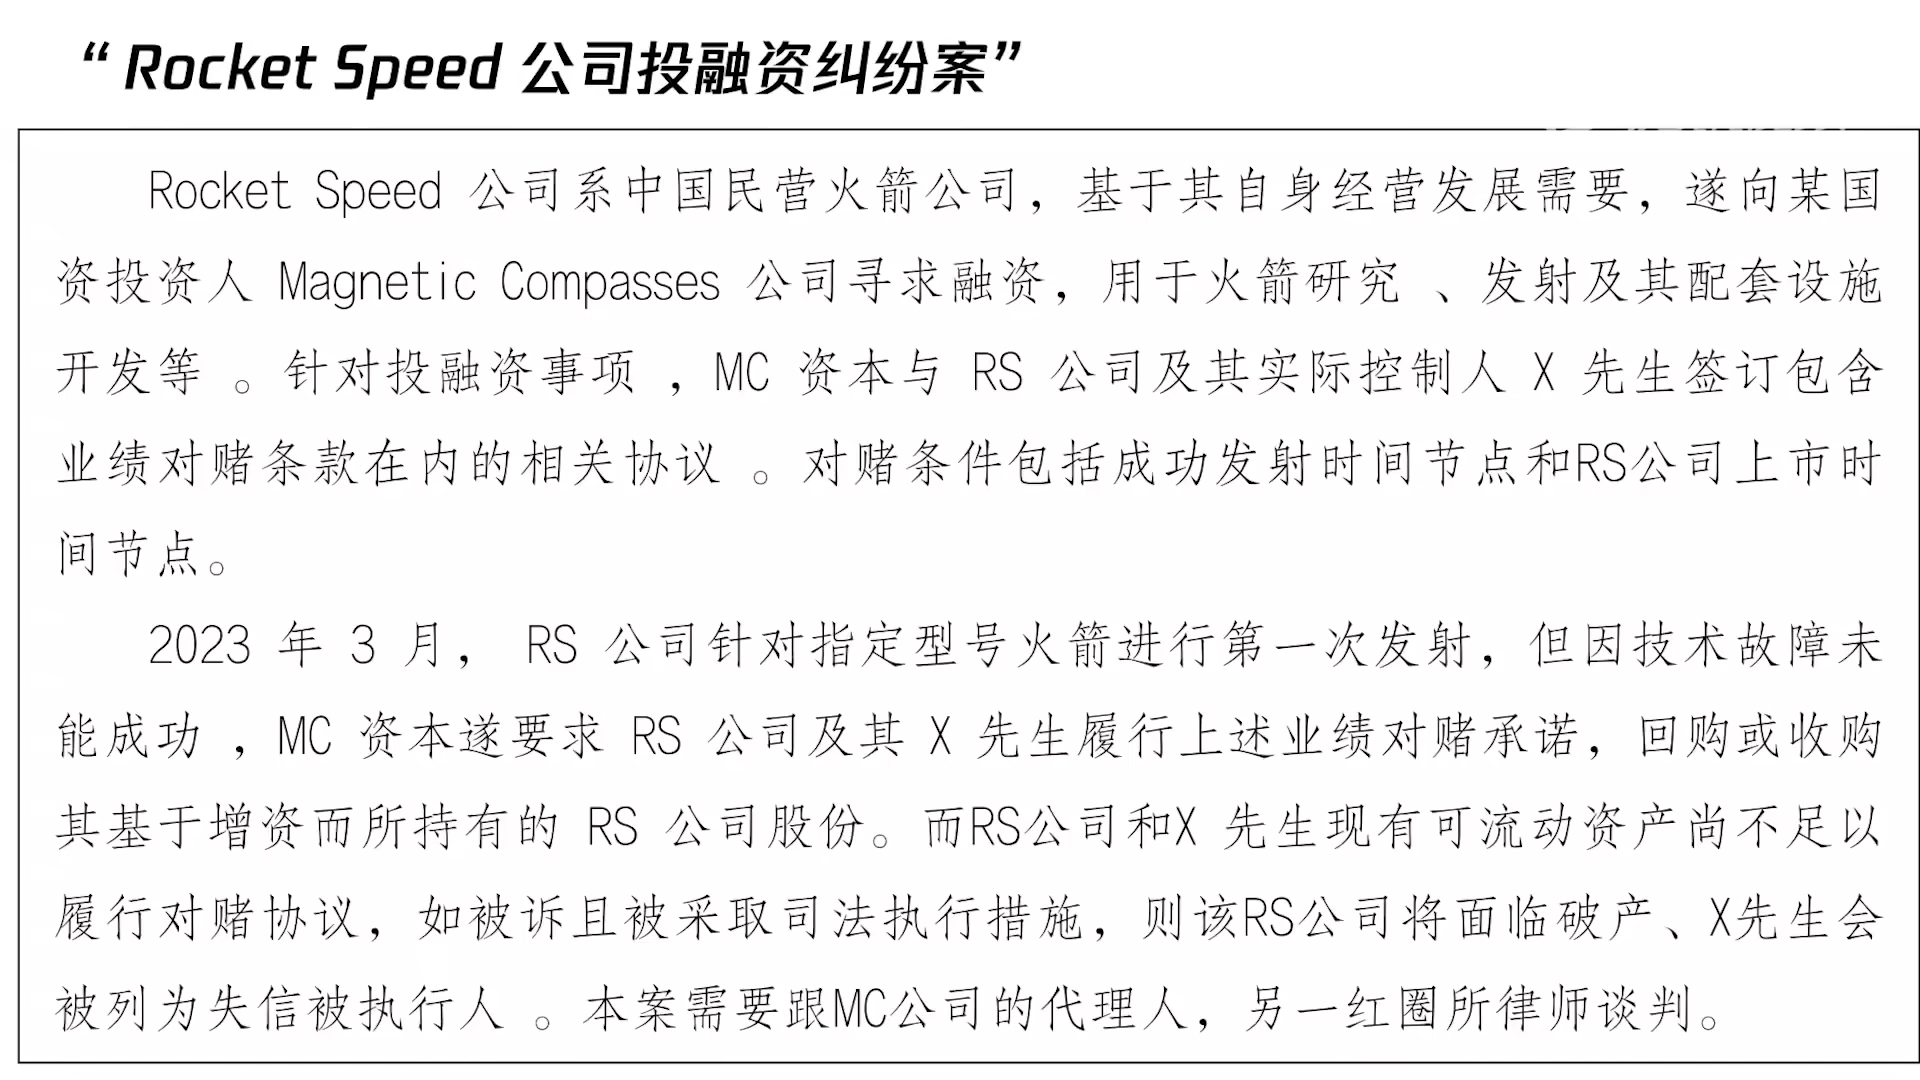 “Rocket Speed 公司投融资纠纷案”
Rocket Speed 公司系中国民营火箭公司，基于其自身经营发展需要，遂向某国
资投资人 Magnetic Compasses 公司寻求融资，用于火箭研究 、发射及其配套设施
开发等 。针对投融资事项 ，MC 资本与 RS 公司及其实际控制人 X 先生签订包含
业绩对赌条款在内的相关协议 。对赌条件包括成功发射时间节点和RS公司上市时
间节点。
2023 年 3 月， RS 公司针对指定型号火箭进行第一次发射，但因技术故障未
能成功 ，MC 资本遂要求 RS 公司及其 X 先生履行上述业绩对赌承诺，回购或收购
其基于增资而所持有的 RS 公司股份。而RS公司和X 先生现有可流动资产尚不足以
履行对赌协议，如被诉且被采取司法执行措施，则该RS公司将面临破产、X先生会
被列为失信被执行人 。本案需要跟MC公司的代理人，另一红圈所律师谈判。